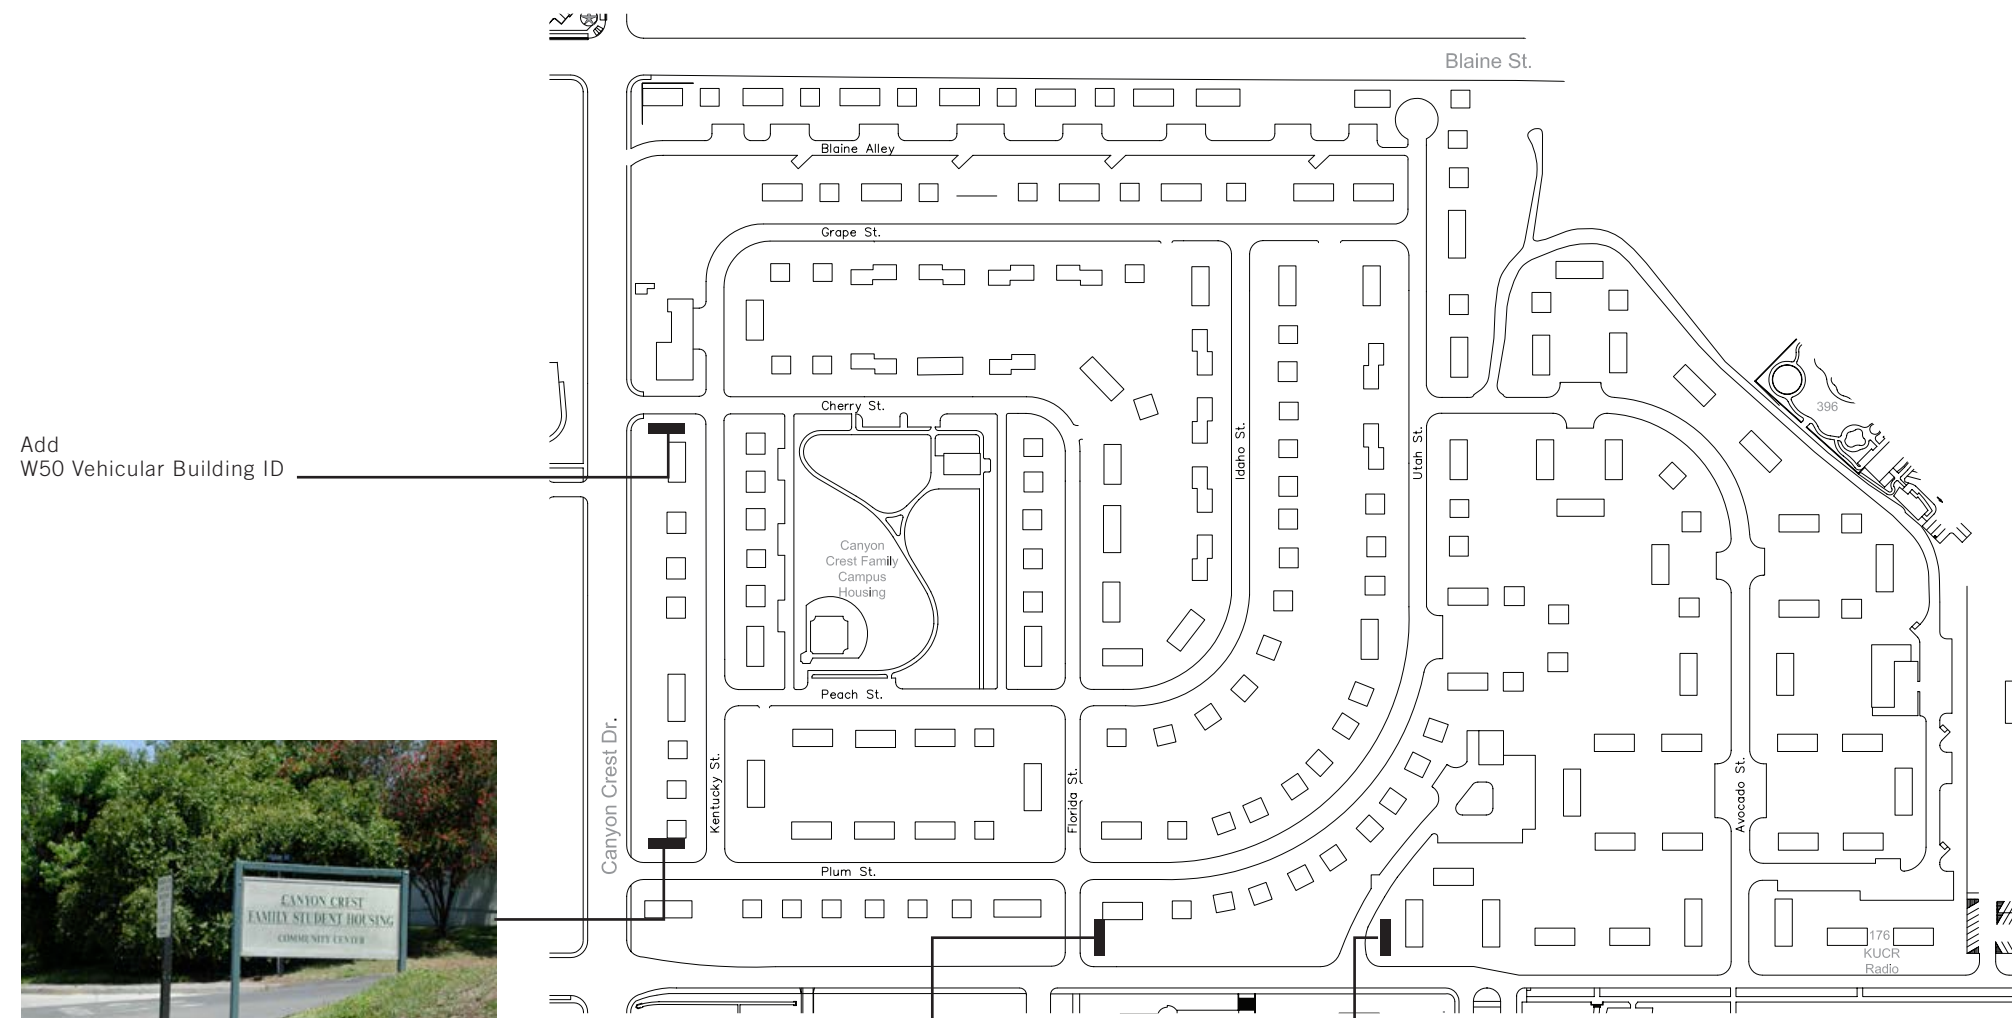 Blaine St.
Blaine Alley
Grape St.
Cherry St.
396
Add
W50 Vehicular Building ID
Idaho St.
Utah St.
Canyon
Crest Family
Campus
Housing
Peach St.
Canyon Crest Dr.
Kentucky St.
Florida St.
Avocado St.
Plum St.
CANYON CREST
FAMILY STUDENT HOUSING
COMMUNITY CENTER
176
KUCR
Radio